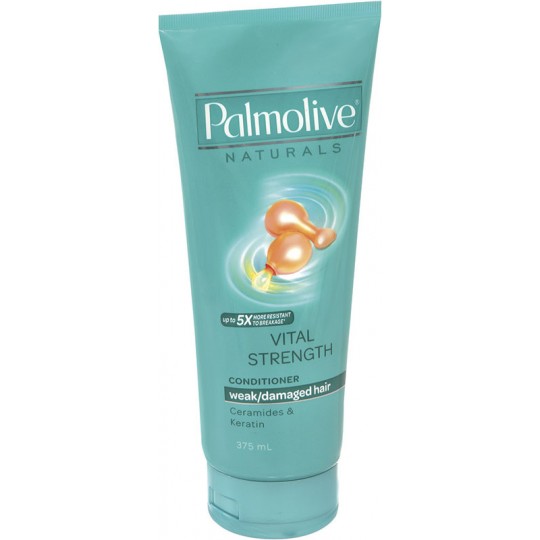 Palmolive
NATURALS
up to 5X MORE RESISTANT
TO BREAKAGE*
VITAL
STRENGTH
CONDITIONER
weak/damaged hair
Ceramides &
Keratin
375 mL